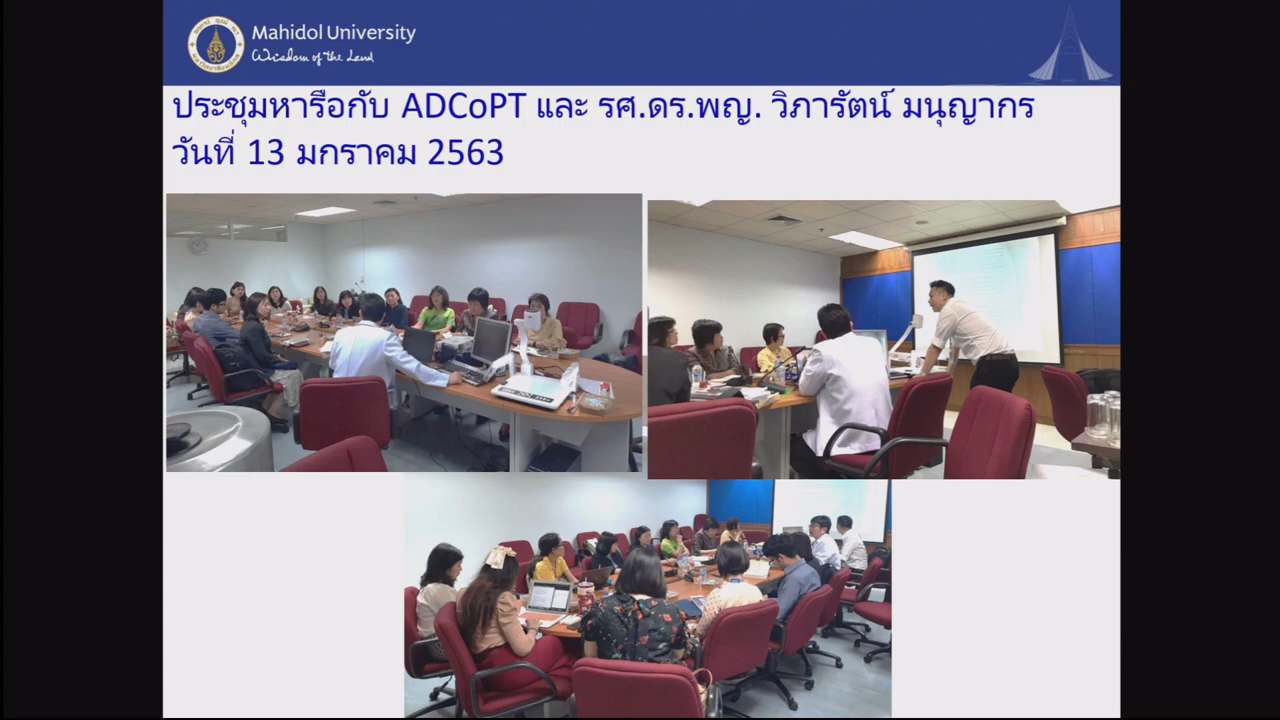 Mahidol University
Wisdom of the Land
ประชุมหารือกับ ADCoPT และ รศ.ดร.พญ. วิภารัตน์ มนุญากร
วันที่ 13 มกราคม 2563